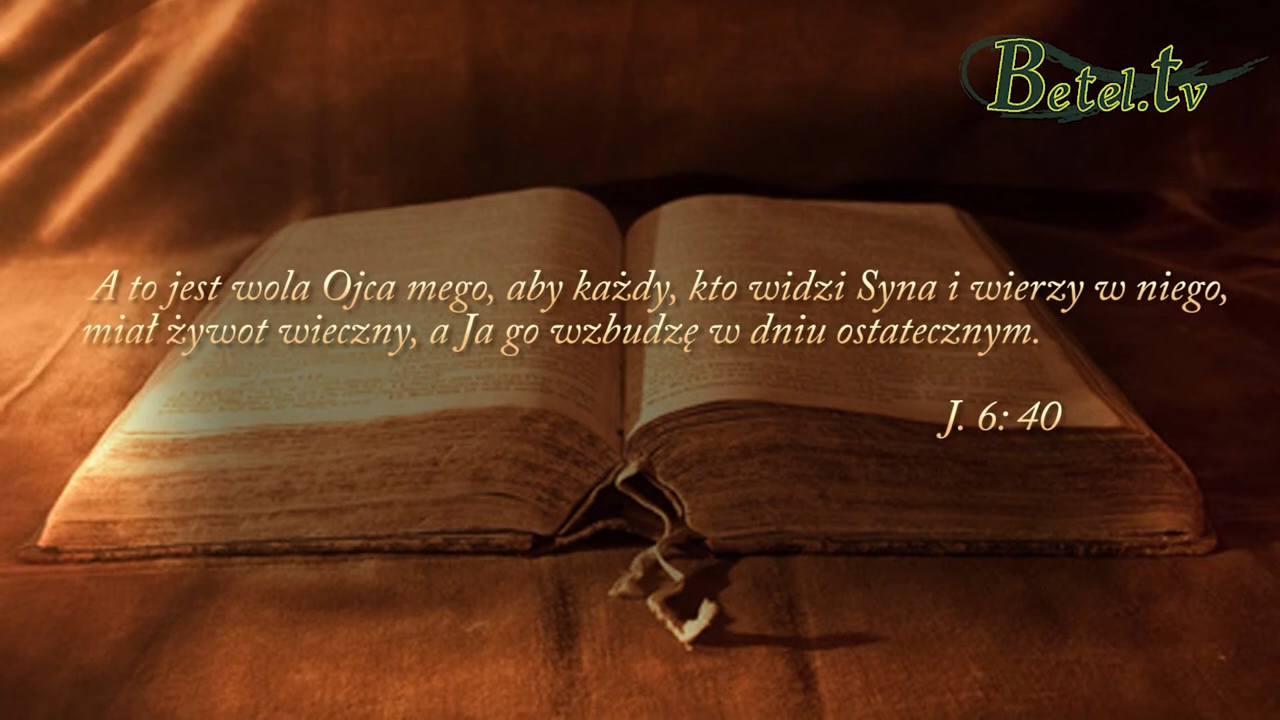 Betel.tv
A to jest wola Ojca mego, aby każdy, kto widzi Syna i wierzy w niego,
miał żywot wieczny, a Ja go wzbudzę w dniu ostatecznym.
J. 6: 40